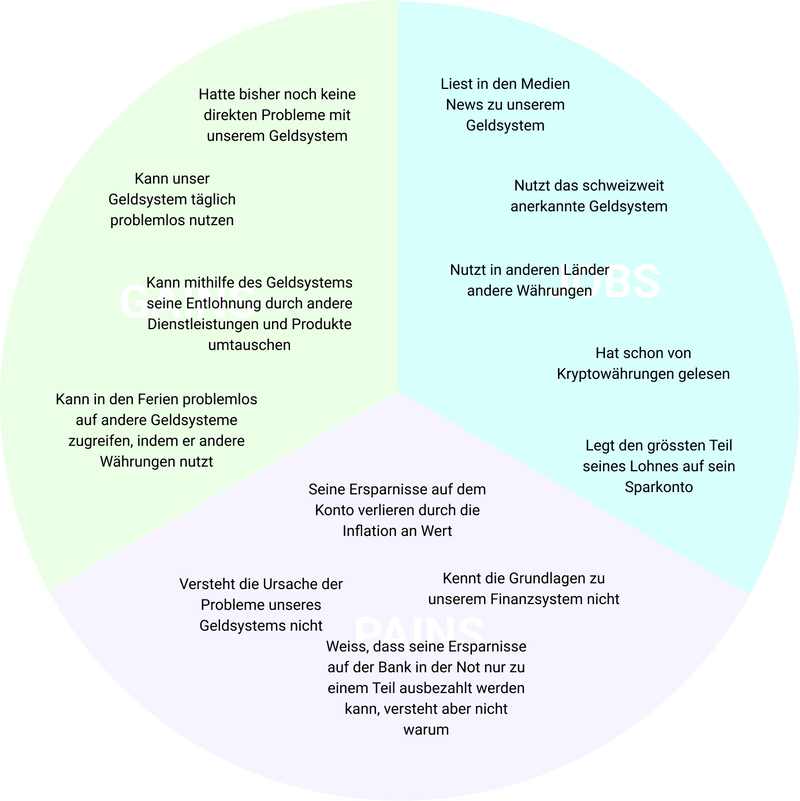 Hatte bisher noch keine
direkten Probleme mit
unserem Geldsystem
Kann unser
Geldsystem täglich
problemlos nutzen
GAINS
Kann mithilfe des Geldsystems
seine Entlohnung durch andere
Dienstleistungen und Produkte
umtauschen
Kann in den Ferien problemlos
auf andere Geldsysteme
zugreifen, indem er andere
Währungen nutzt
Liest in den Medien
News zu unserem
Geldsystem
Nutzt das schweizweit
anerkannte Geldsystem
JOBS
Nutzt in anderen Länder
andere Währungen
Hat schon von
Kryptowährungen gelesen
Legt den grössten Teil
seines Lohnes auf sein
Sparkonto
Seine Ersparnisse auf dem
Konto verlieren durch die
Inflation an Wert
Versteht die Ursache der
Probleme unseres
Geldsystems nicht
Kennt die Grundlagen zu
unserem Finanzsystem nicht
PAINS
Weiss, dass seine Ersparnisse
auf der Bank in der Not nur zu
einem Teil ausbezahlt werden
kann, versteht aber nicht
warum